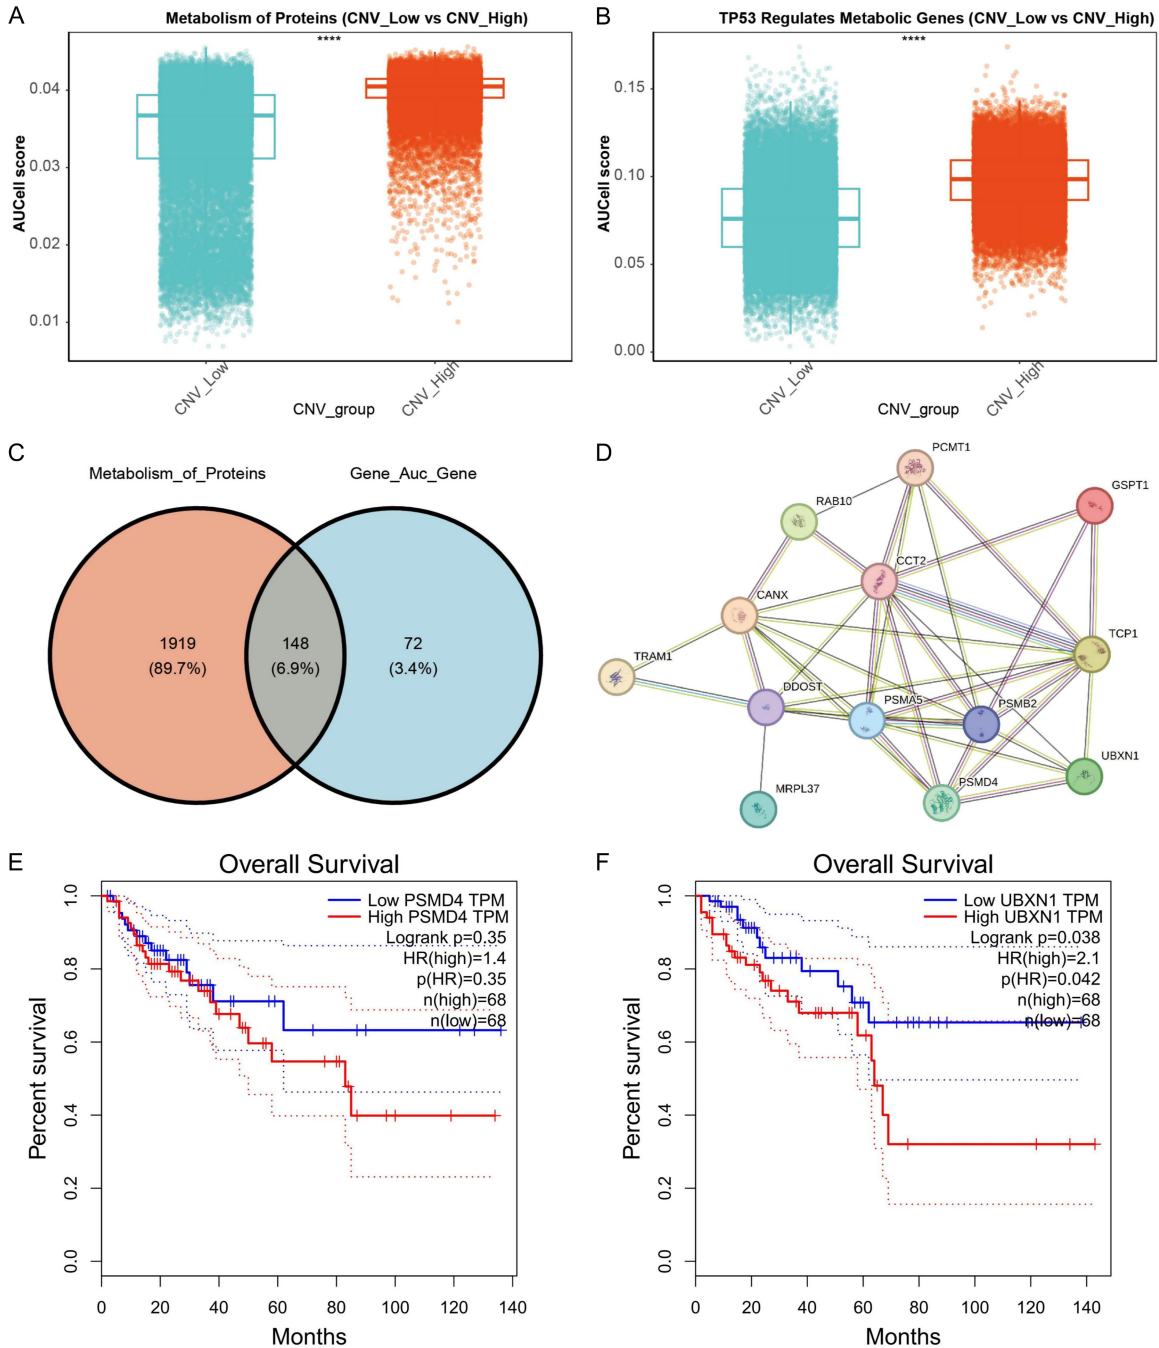 A
Metabolism of Proteins (CNV_Low vs CNV_High)
****
AUCell score
0.04
0.03
0.02
0.01
CNV_Low
CNV_High
CNV_group
B
TP53 Regulates Metabolic Genes (CNV_Low vs CNV_High)
****
AUCell score
0.15
0.10
0.05
0.00
CNV_Low
CNV_High
CNV_group
C
Metabolism_of_Proteins
Gene_Auc_Gene
1919
(89.7%)
148
(6.9%)
72
(3.4%)
D
PCMT1
GSPT1
RAB10
CCT2
CANX
TCP1
TRAM1
DDOST
PSMA5
PSMB2
UBXN1
PSMD4
MRPL37
E
Overall Survival
Low PSMD4 TPM
High PSMD4 TPM
Logrank p=0.35
HR(high)=1.4
p(HR)=0.35
n(high)=68
n(low)=68
Percent survival
1.0
0.8
0.6
0.4
0.2
0.0
0 20 40 60 80 100 120 140
Months
F
Overall Survival
Low UBXN1 TPM
High UBXN1 TPM
Logrank p=0.038
HR(high)=2.1
p(HR)=0.042
n(high)=68
n(low)=68
Percent survival
1.0
0.8
0.6
0.4
0.2
0.0
0 20 40 60 80 100 120 140
Months